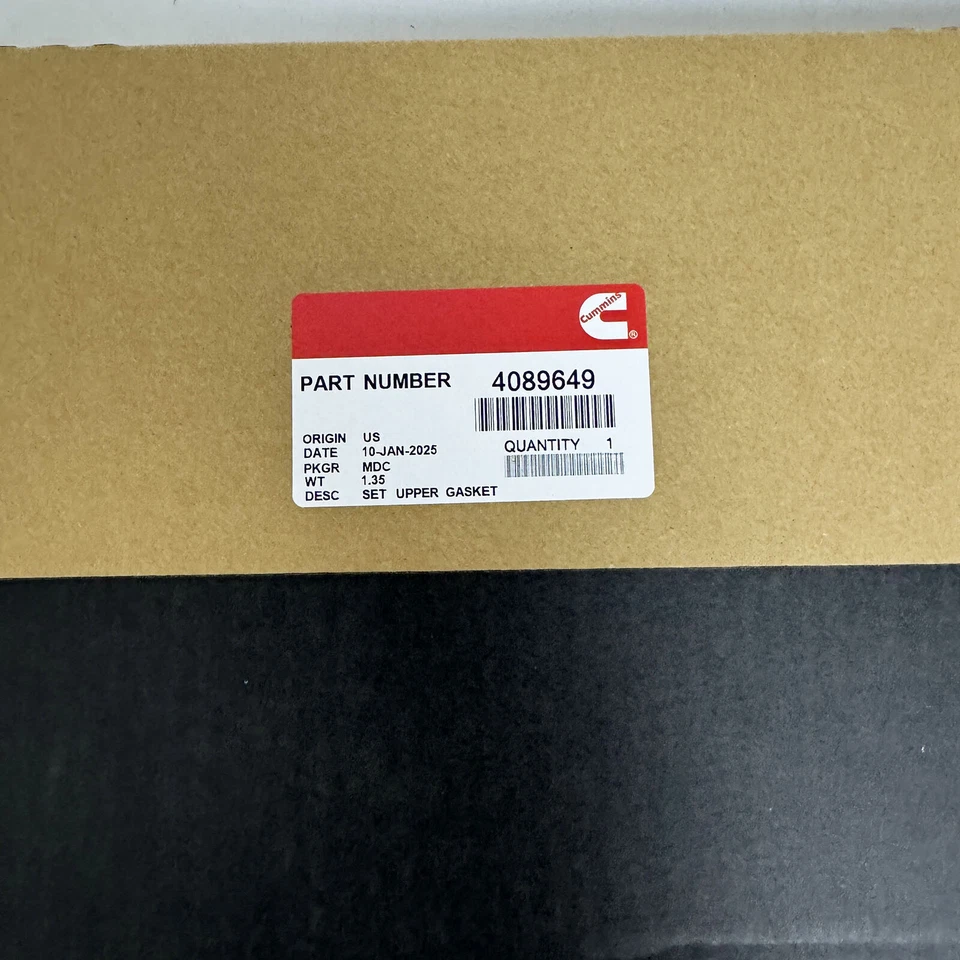 Cummins
®
PART NUMBER 4089649
ORIGIN US
DATE 10-JAN-2025
QUANTITY 1
PKGR MDC
WT 1.35
DESC SET UPPER GASKET